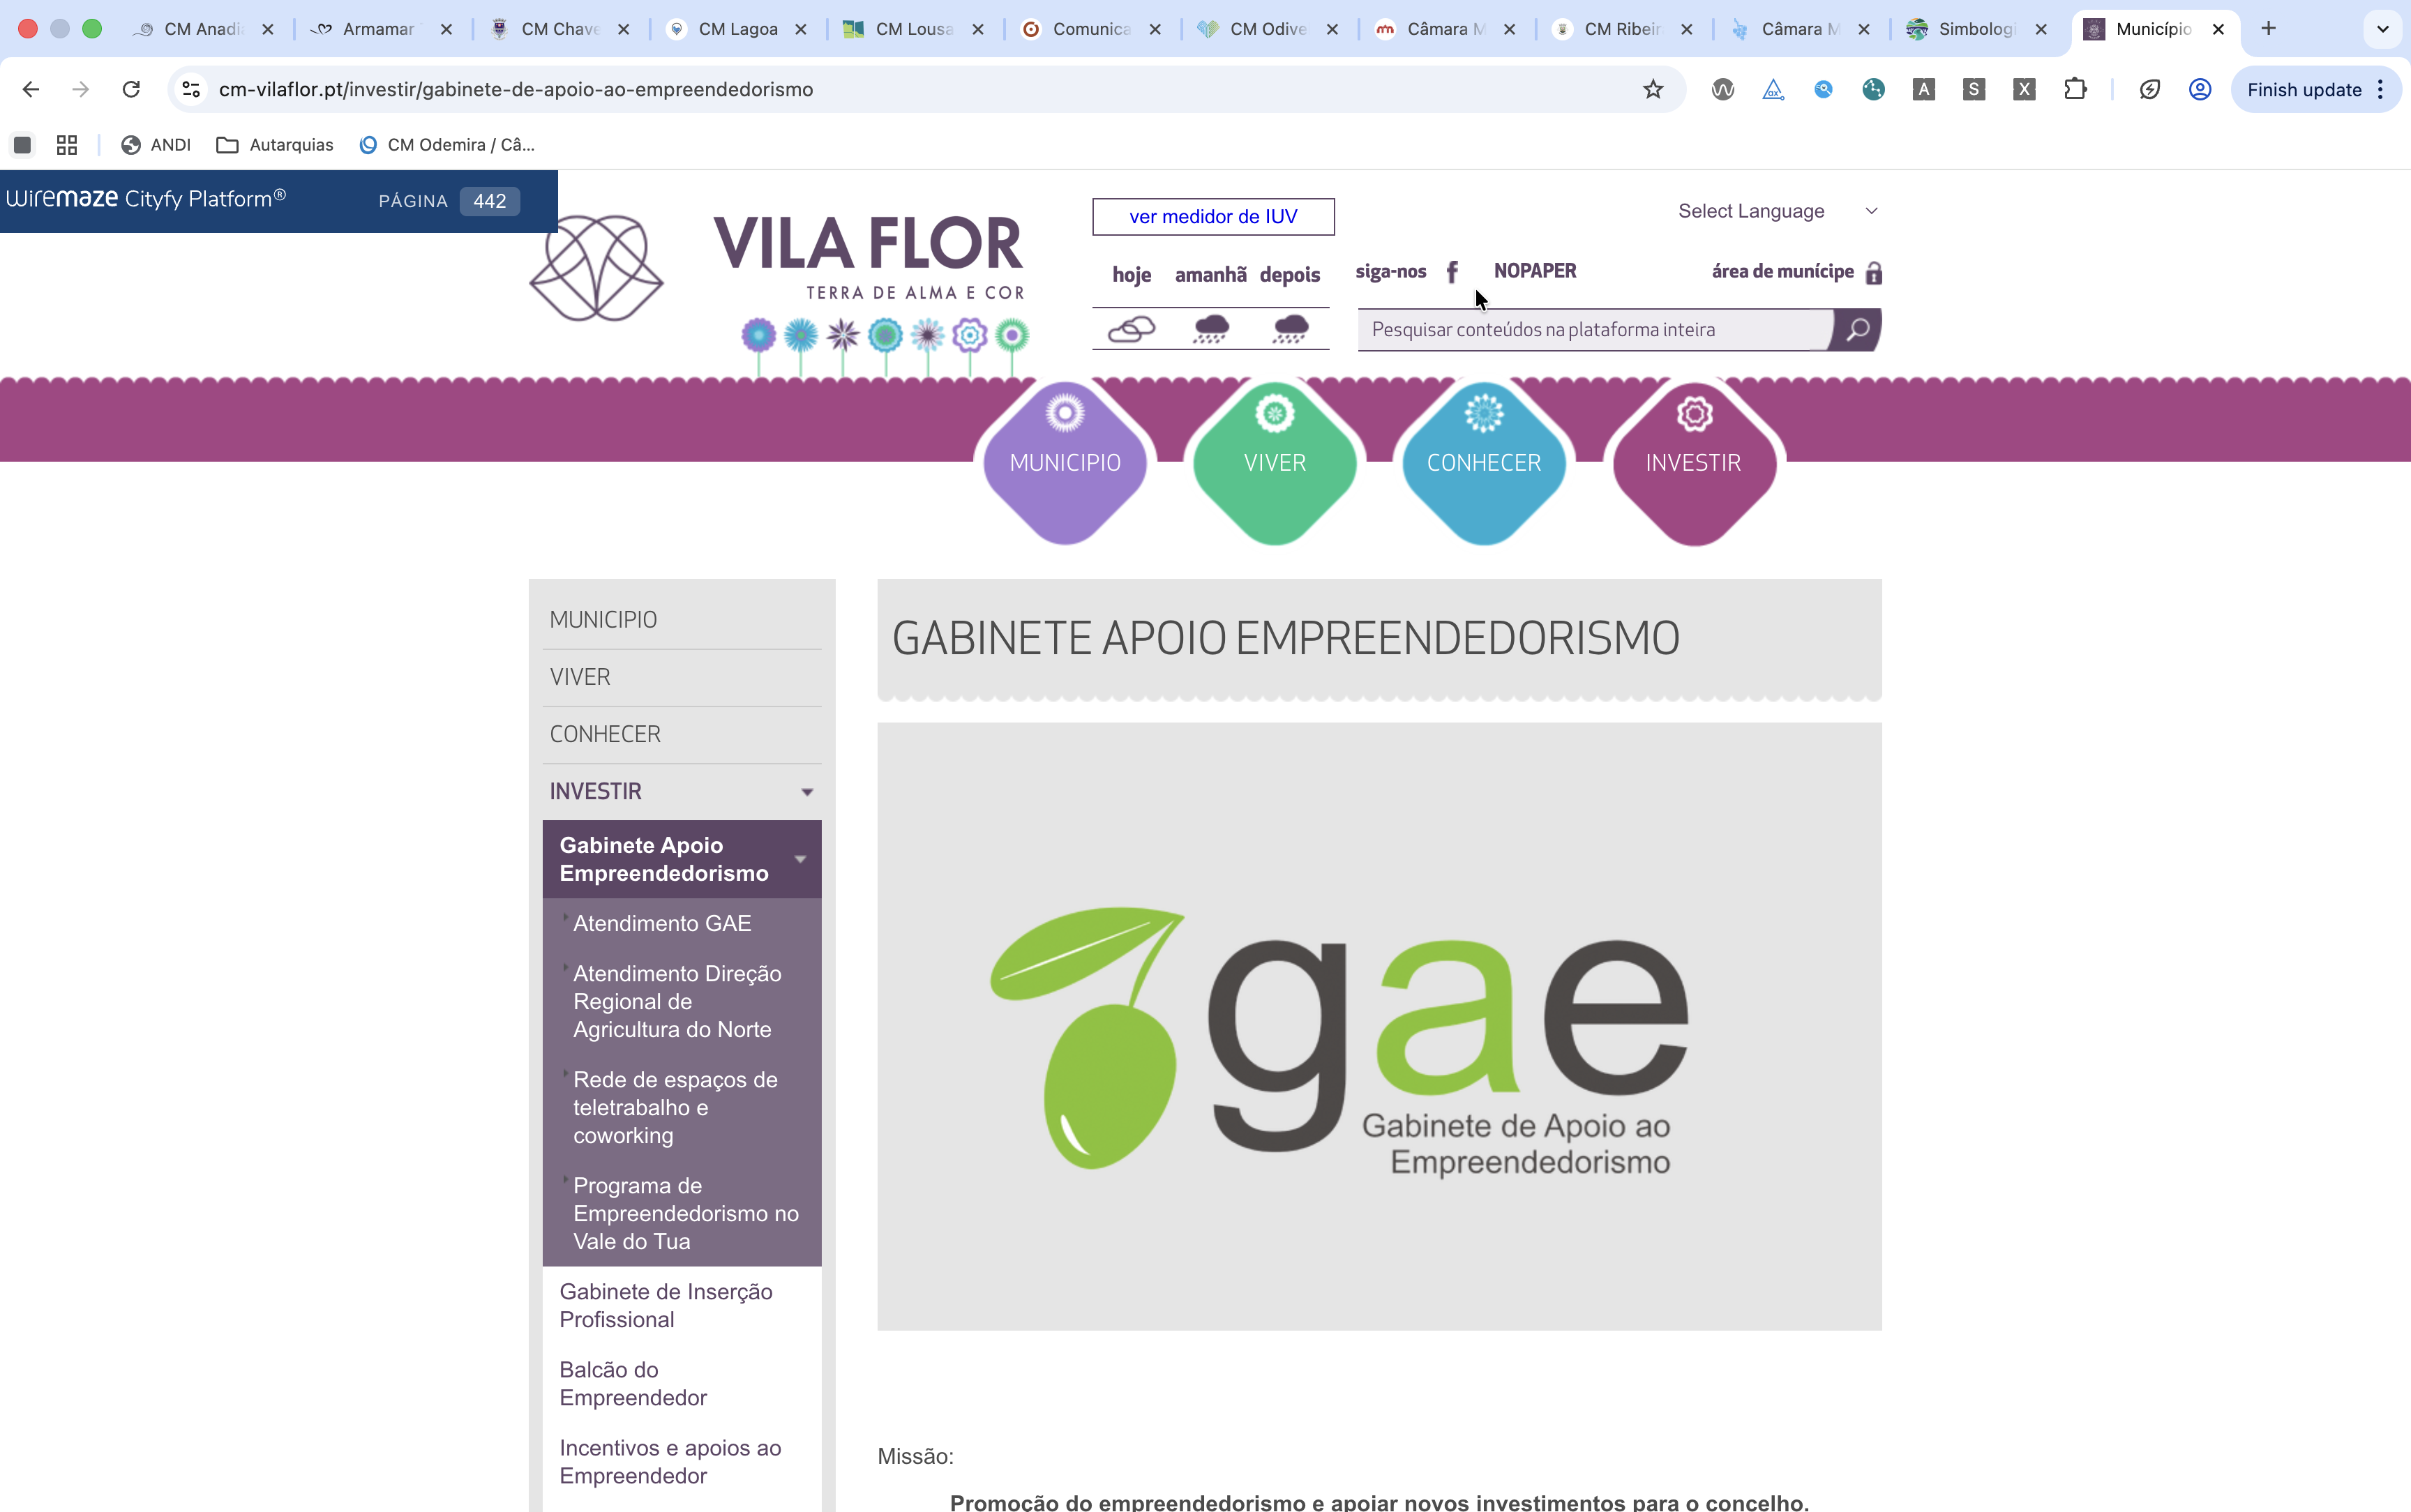 CM Anadi
Armamar
CM Chave
CM Lagoa
CM Lousa
Comunica
CM Odive
Câmara M
CM Ribeir
Câmara M
Simbologi
Município
cm-vilaflor.pt/investir/gabinete-de-apoio-ao-empreendedorismo
Finish update
ANDI
Autarquias
CM Odemira / Câ...
wiremaze Cityfy Platform®
PÁGINA 442
VILA FLOR
TERRA DE ALMA E COR
ver medidor de IUV
Select Language
hoje amanhã depois
siga-nos
NOPAPER
área de munícipe
Pesquisar conteúdos na plataforma inteira
MUNICIPIO
VIVER
CONHECER
INVESTIR
MUNICIPIO
VIVER
CONHECER
INVESTIR
Gabinete Apoio
Empreendedorismo
Atendimento GAE
Atendimento Direção
Regional de
Agricultura do Norte
Rede de espaços de
teletrabalho e
coworking
Programa de
Empreendedorismo no
Vale do Tua
Gabinete de Inserção
Profissional
Balcão do
Empreendedor
Incentivos e apoios ao
Empreendedor
GABINETE APOIO EMPREENDEDORISMO
gae
Gabinete de Apoio ao
Empreendedorismo
Missão:
Promoção do empreendedorismo e apoiar novos investimentos para o concelho.